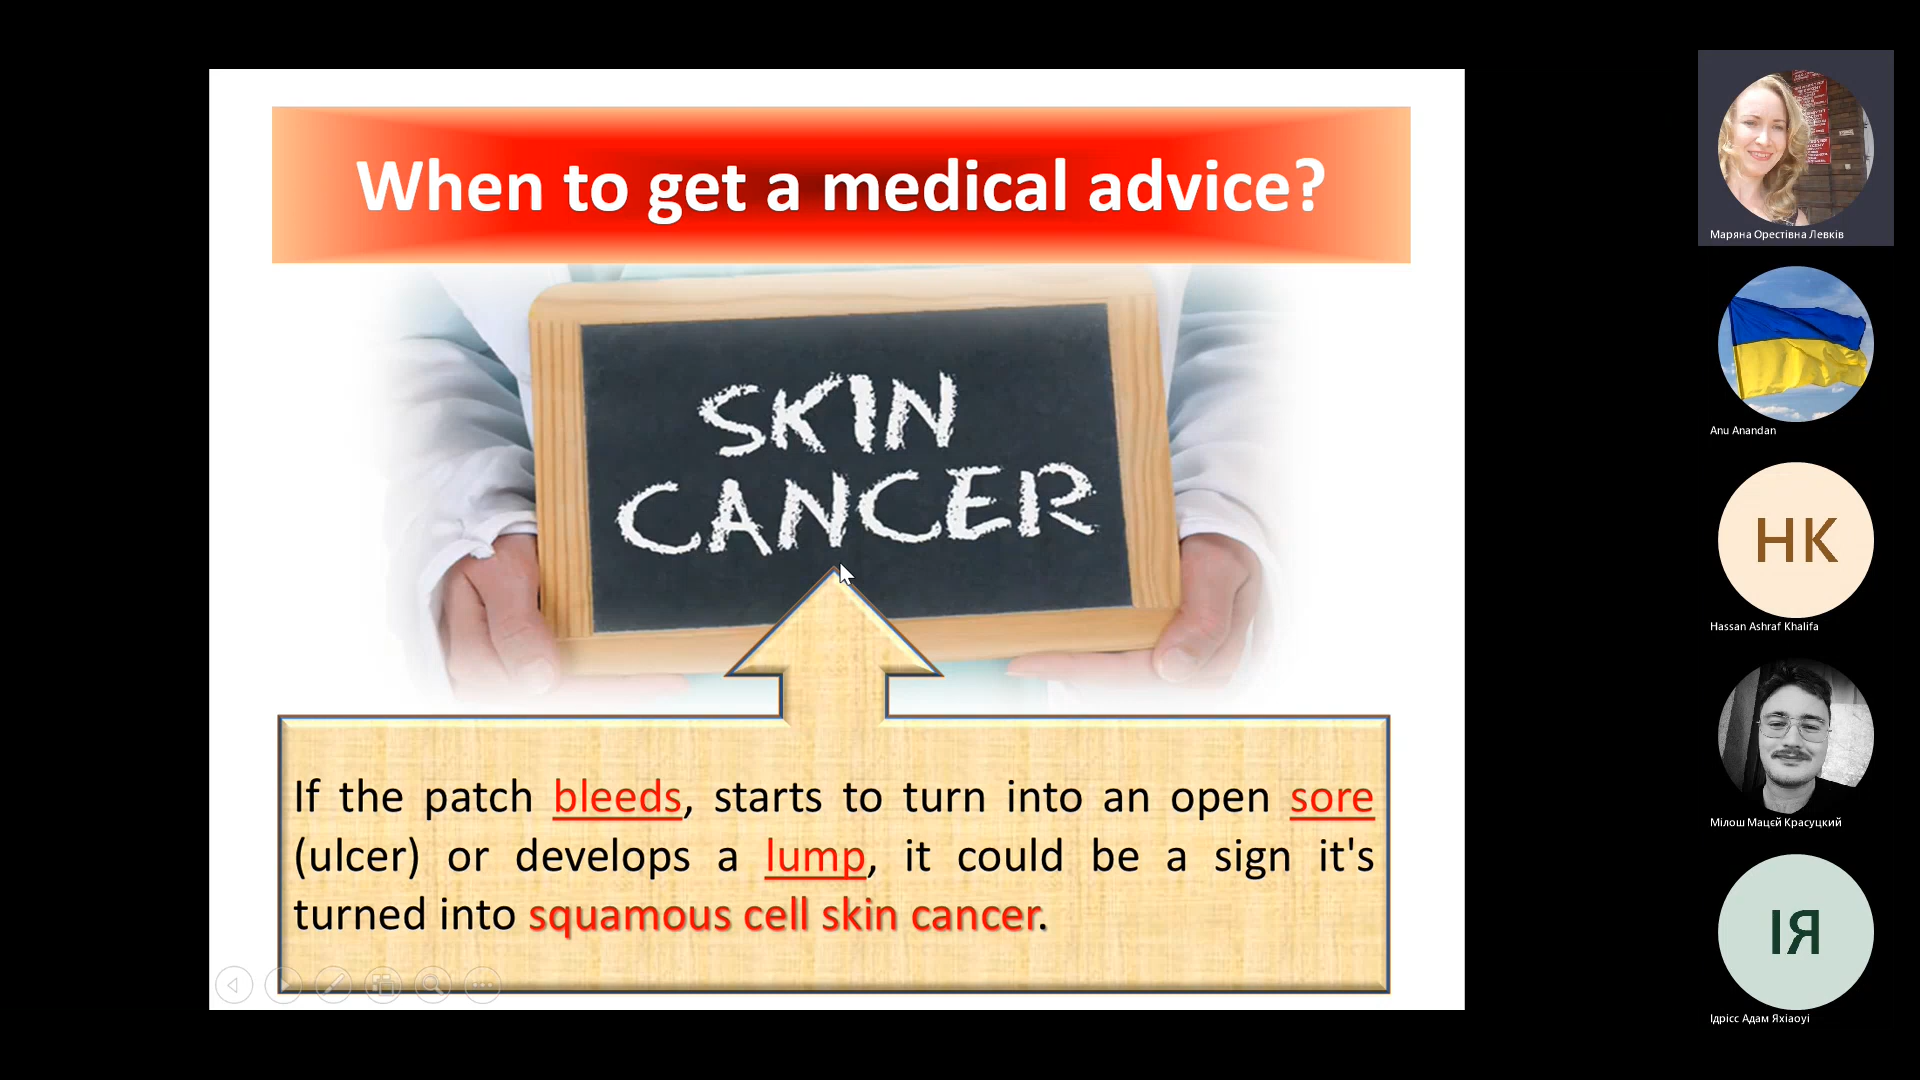 When to get a medical advice?
SKIN
CANCER
If the patch bleeds, starts to turn into an open sore
(ulcer) or develops a lump, it could be a sign it's
turned into squamous cell skin cancer.
Маряна Орестівна Левків
Anu Anandan
НК
Hassan Ashraf Khalifa
Мілош Мацєй Красуцкий
ІЯ
Ідрісс Адам Яхіаоуі